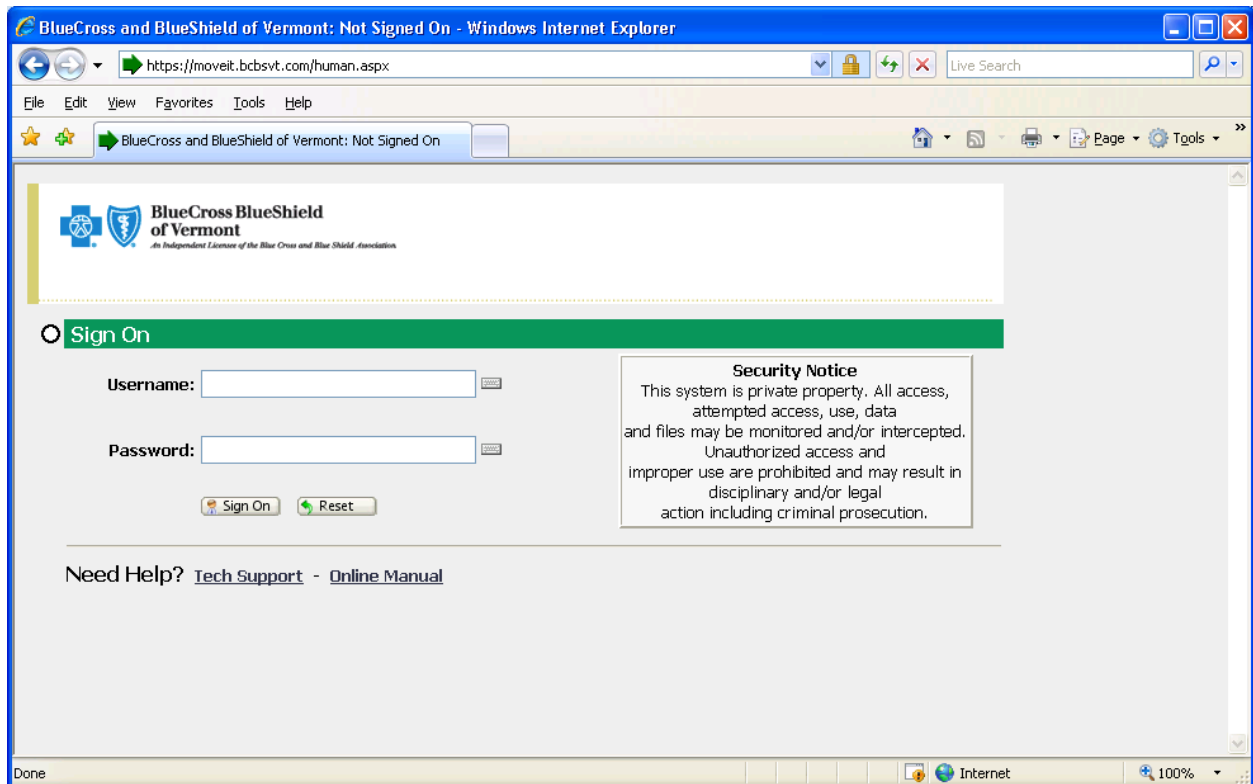 BlueCross and BlueShield of Vermont: Not Signed On - Windows Internet Explorer
https://moveit.bcbsvt.com/human.aspx
Live Search
File Edit View Favorites Tools Help
BlueCross and BlueShield of Vermont: Not Signed On
Page Tools »
BlueCross BlueShield
of Vermont
An Independent Licensee of the Blue Cross and Blue Shield Association.
Sign On
Username:
Password:
Sign On Reset
Security Notice
This system is private property. All access,
attempted access, use, data
and files may be monitored and/or intercepted.
Unauthorized access and
improper use are prohibited and may result in
disciplinary and/or legal
action including criminal prosecution.
Need Help? Tech Support - Online Manual
Done Internet 100%